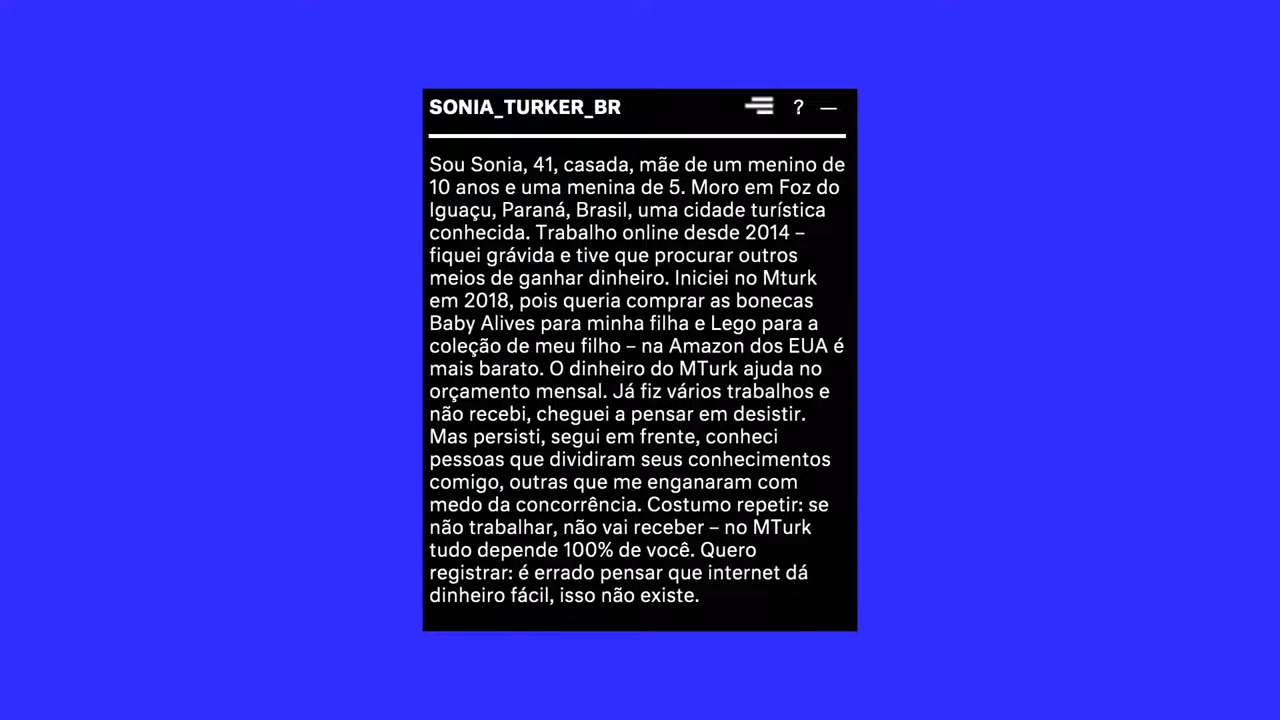 SONIA_TURKER_BR ? —
Sou Sonia, 41, casada, mãe de um menino de
10 anos e uma menina de 5. Moro em Foz do
Iguaçu, Paraná, Brasil, uma cidade turística
conhecida. Trabalho online desde 2014 –
fiquei grávida e tive que procurar outros
meios de ganhar dinheiro. Iniciei no Mturk
em 2018, pois queria comprar as bonecas
Baby Alives para minha filha e Lego para a
coleção de meu filho – na Amazon dos EUA é
mais barato. O dinheiro do MTurk ajuda no
orçamento mensal. Já fiz vários trabalhos e
não recebi, cheguei a pensar em desistir.
Mas persisti, segui em frente, conheci
pessoas que dividiram seus conhecimentos
comigo, outras que me enganaram com
medo da concorrência. Costumo repetir: se
não trabalhar, não vai receber – no MTurk
tudo depende 100% de você. Quero
registrar: é errado pensar que internet dá
dinheiro fácil, isso não existe.